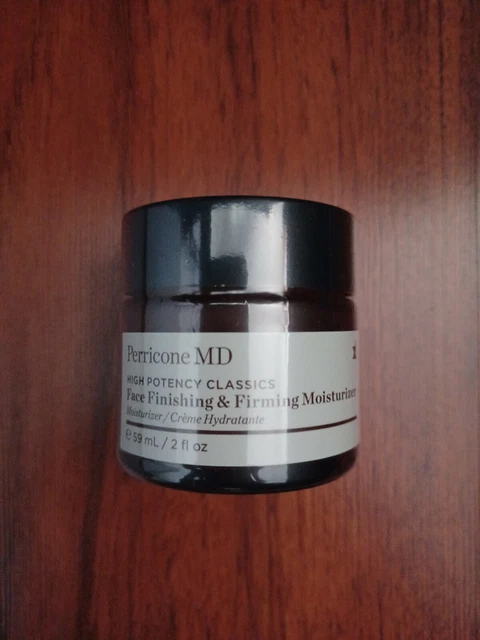 Perricone MD
HIGH POTENCY CLASSICS
Face Finishing & Firming Moisturizer
Moisturizer / Crème Hydratante
℮ 59 mL / 2 fl oz